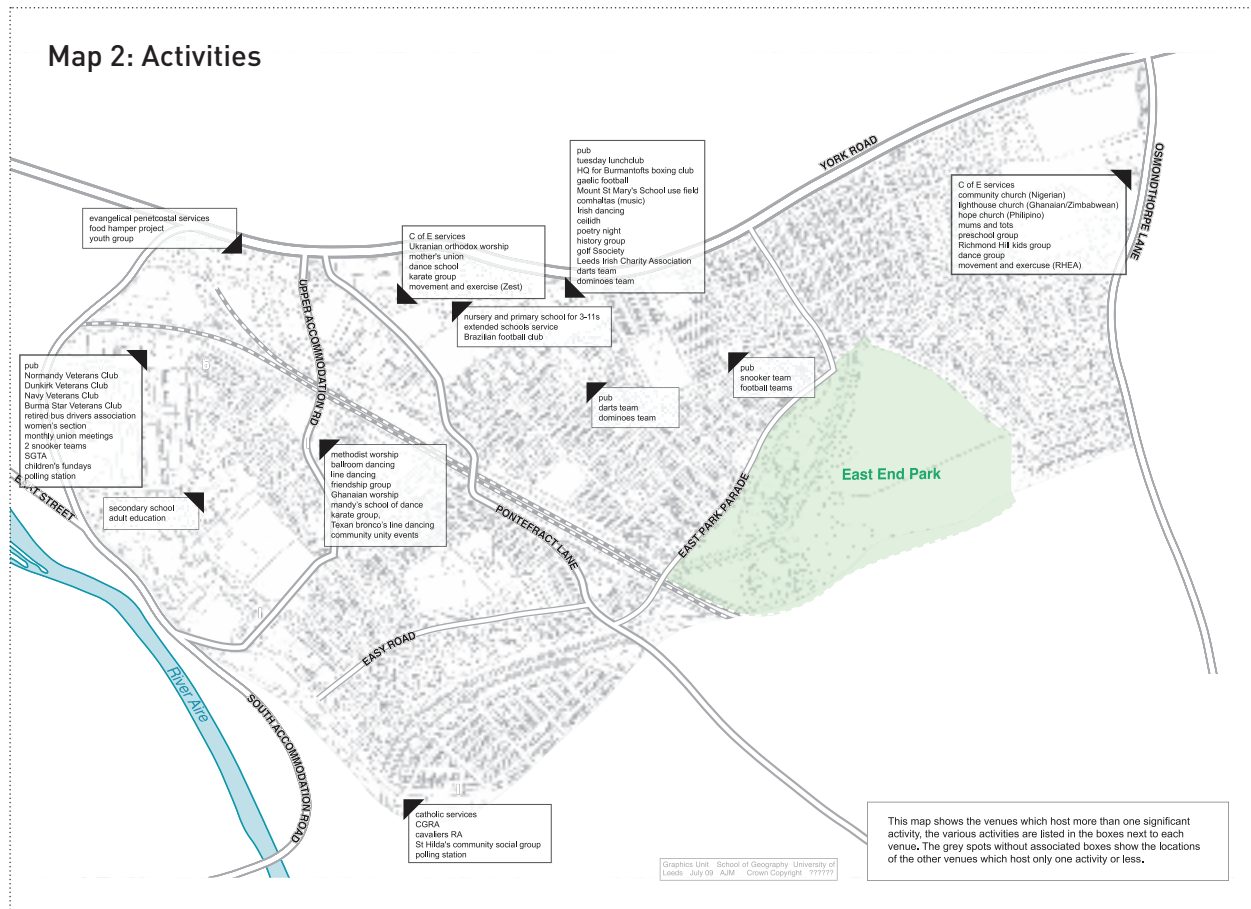 Map 2: Activities
pub
tuesday lunchclub
HQ for Burmantofts boxing club
gaelic football
Mount St Mary's School use field
comhaltas (music)
Irish dancing
ceilidh
poetry night
history group
golf Ssociety
Leeds Irish Charity Association
darts team
dominoes team
YORK ROAD
OSMONDTHORPE LANE
C of E services
community church (Nigerian)
lighthouse church (Ghanaian/Zimbabwean)
hope church (Philipino)
mums and tots
preschool group
Richmond Hill kids group
dance group
movement and exercuse (RHEA)
evangelical penetcostal services
food hamper project
youth group
C of E services
Ukranian orthodox worship
mother's union
dance school
karate group
movement and exercise (Zest)
UPPER ACCOMMODATION RD
nursery and primary school for 3-11s
extended schools service
Brazilian football club
pub
Normandy Veterans Club
Dunkirk Veterans Club
Navy Veterans Club
Burma Star Veterans Club
retired bus drivers association
women's section
monthly union meetings
2 snooker teams
SGTA
children's fundays
polling station
pub
snooker team
football teams
pub
darts team
dominoes team
methodist worship
ballroom dancing
line dancing
friendship group
Ghanaian worship
mandy's school of dance
karate group,
Texan bronco's line dancing
community unity events
East End Park
STREET
secondary school
adult education
PONTEFRACT LANE
EAST PARK PARADE
EASY ROAD
River Aire
SOUTH ACCOMMODATION ROAD
catholic services
CGRA
cavaliers RA
St Hilda's community social group
polling station
This map shows the venues which host more than one significant
activity, the various activities are listed in the boxes next to each
venue. The grey spots without associated boxes show the locations
of the other venues which host only one activity or less.
Graphics Unit School of Geography University of
Leeds July 09 AJM Crown Copyright ??????